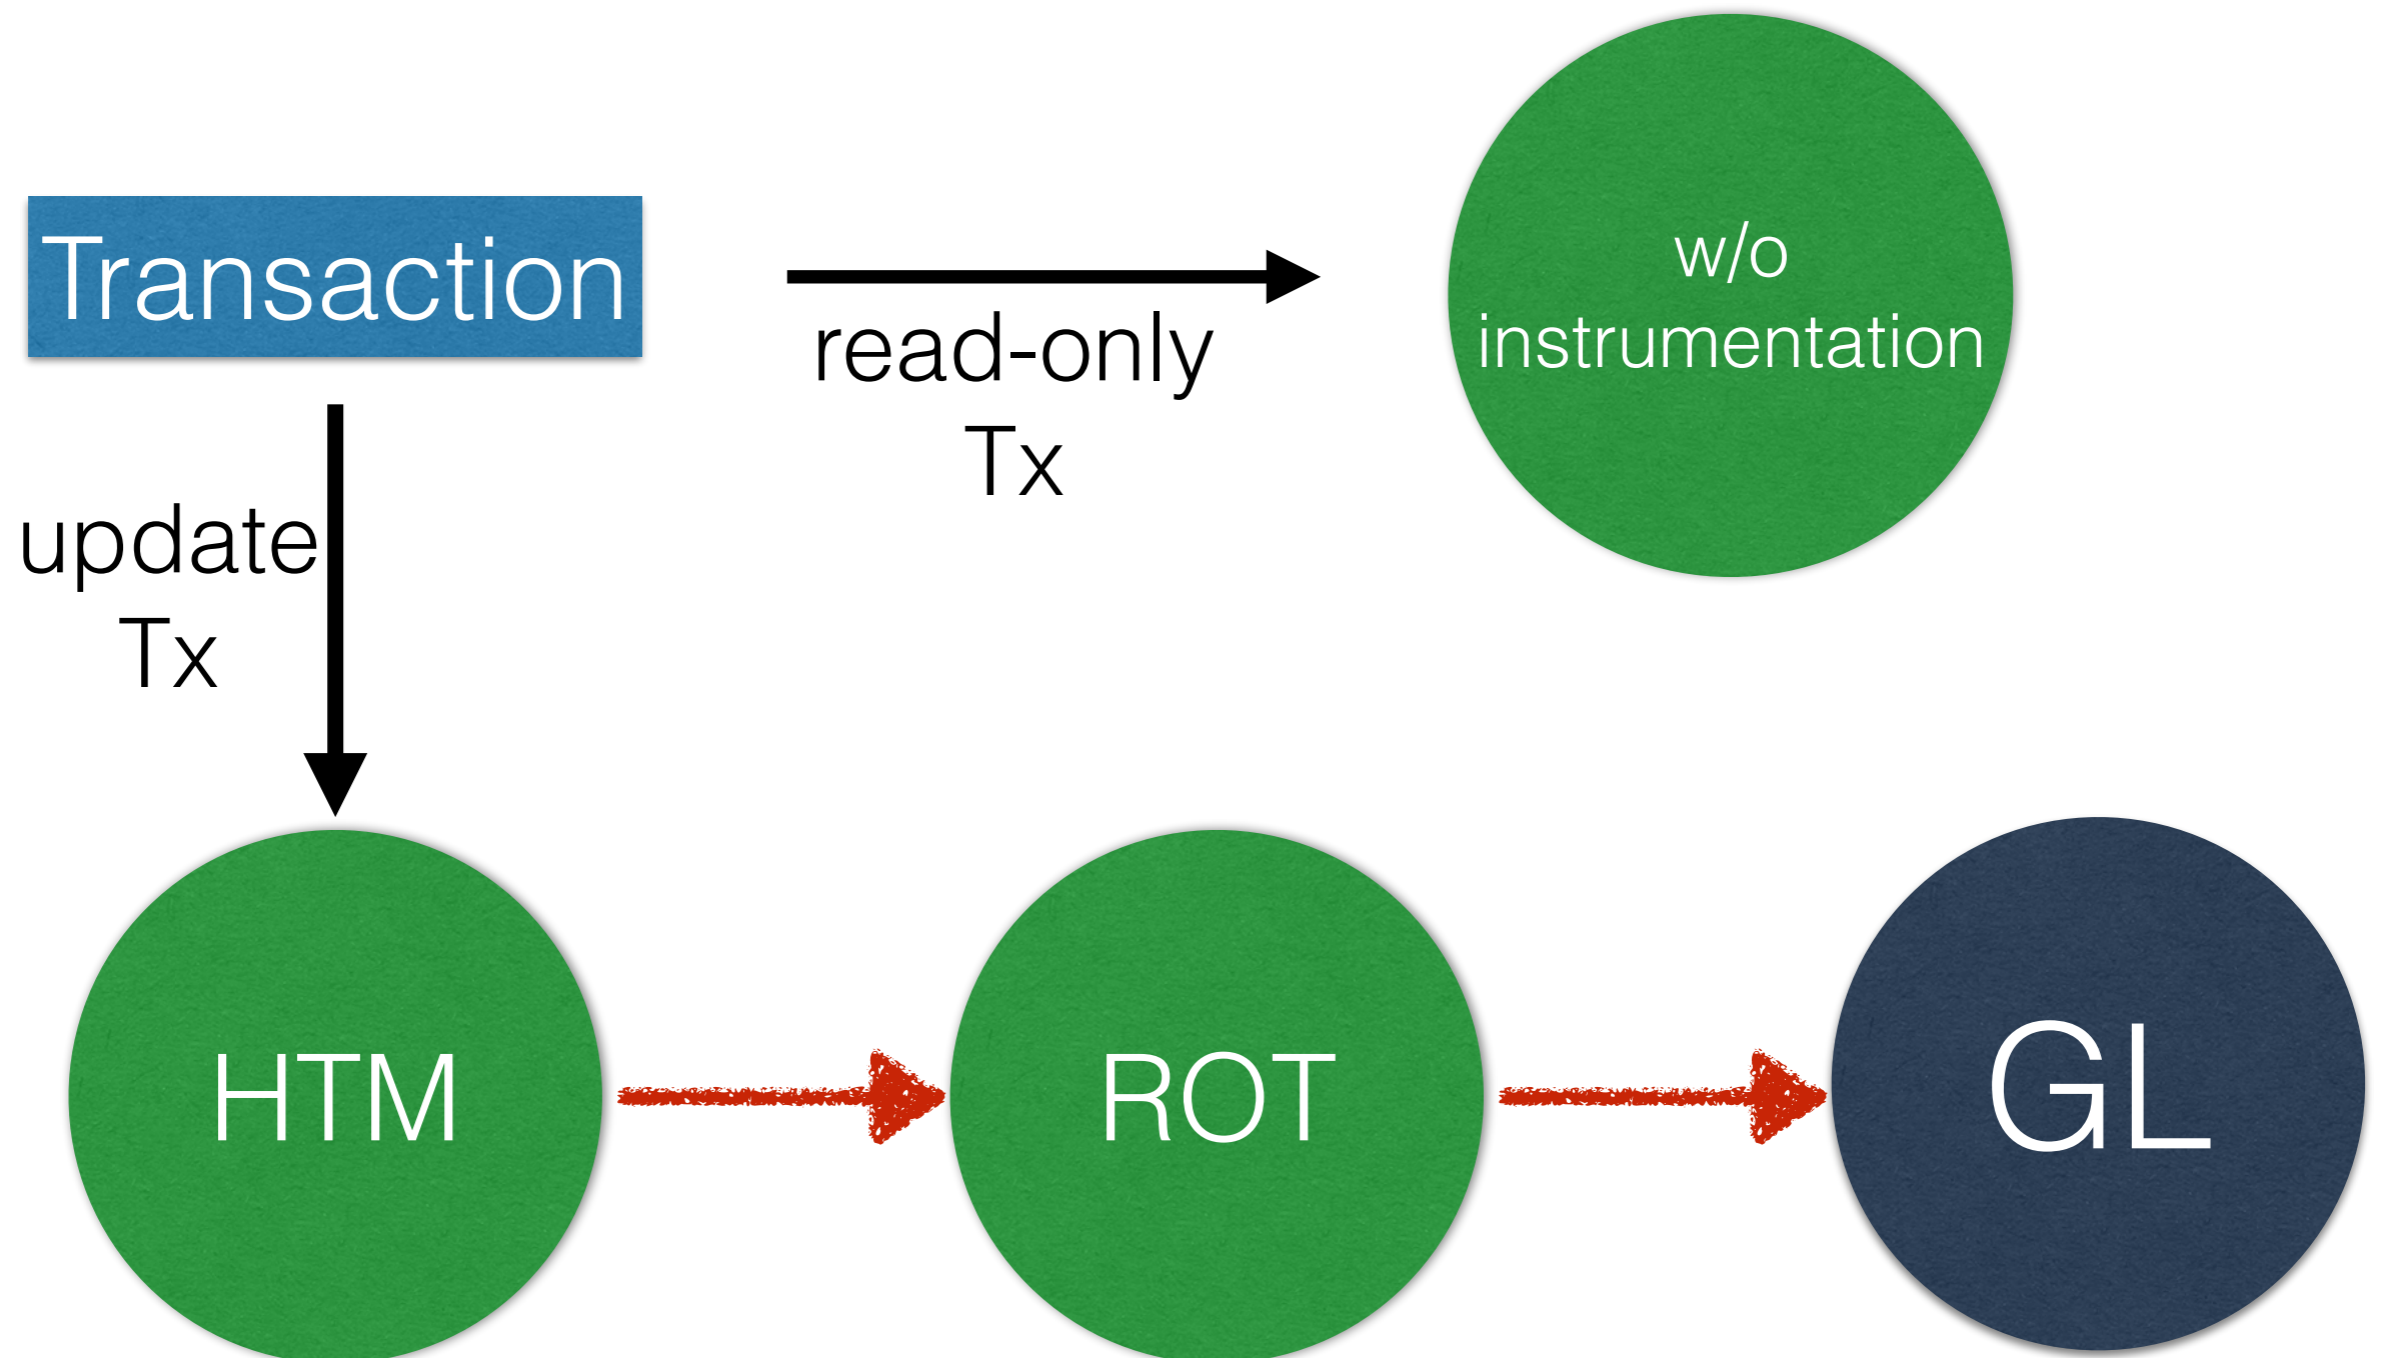 Transaction
read-only
Tx
w/o
instrumentation
update
Tx
HTM
ROT
GL